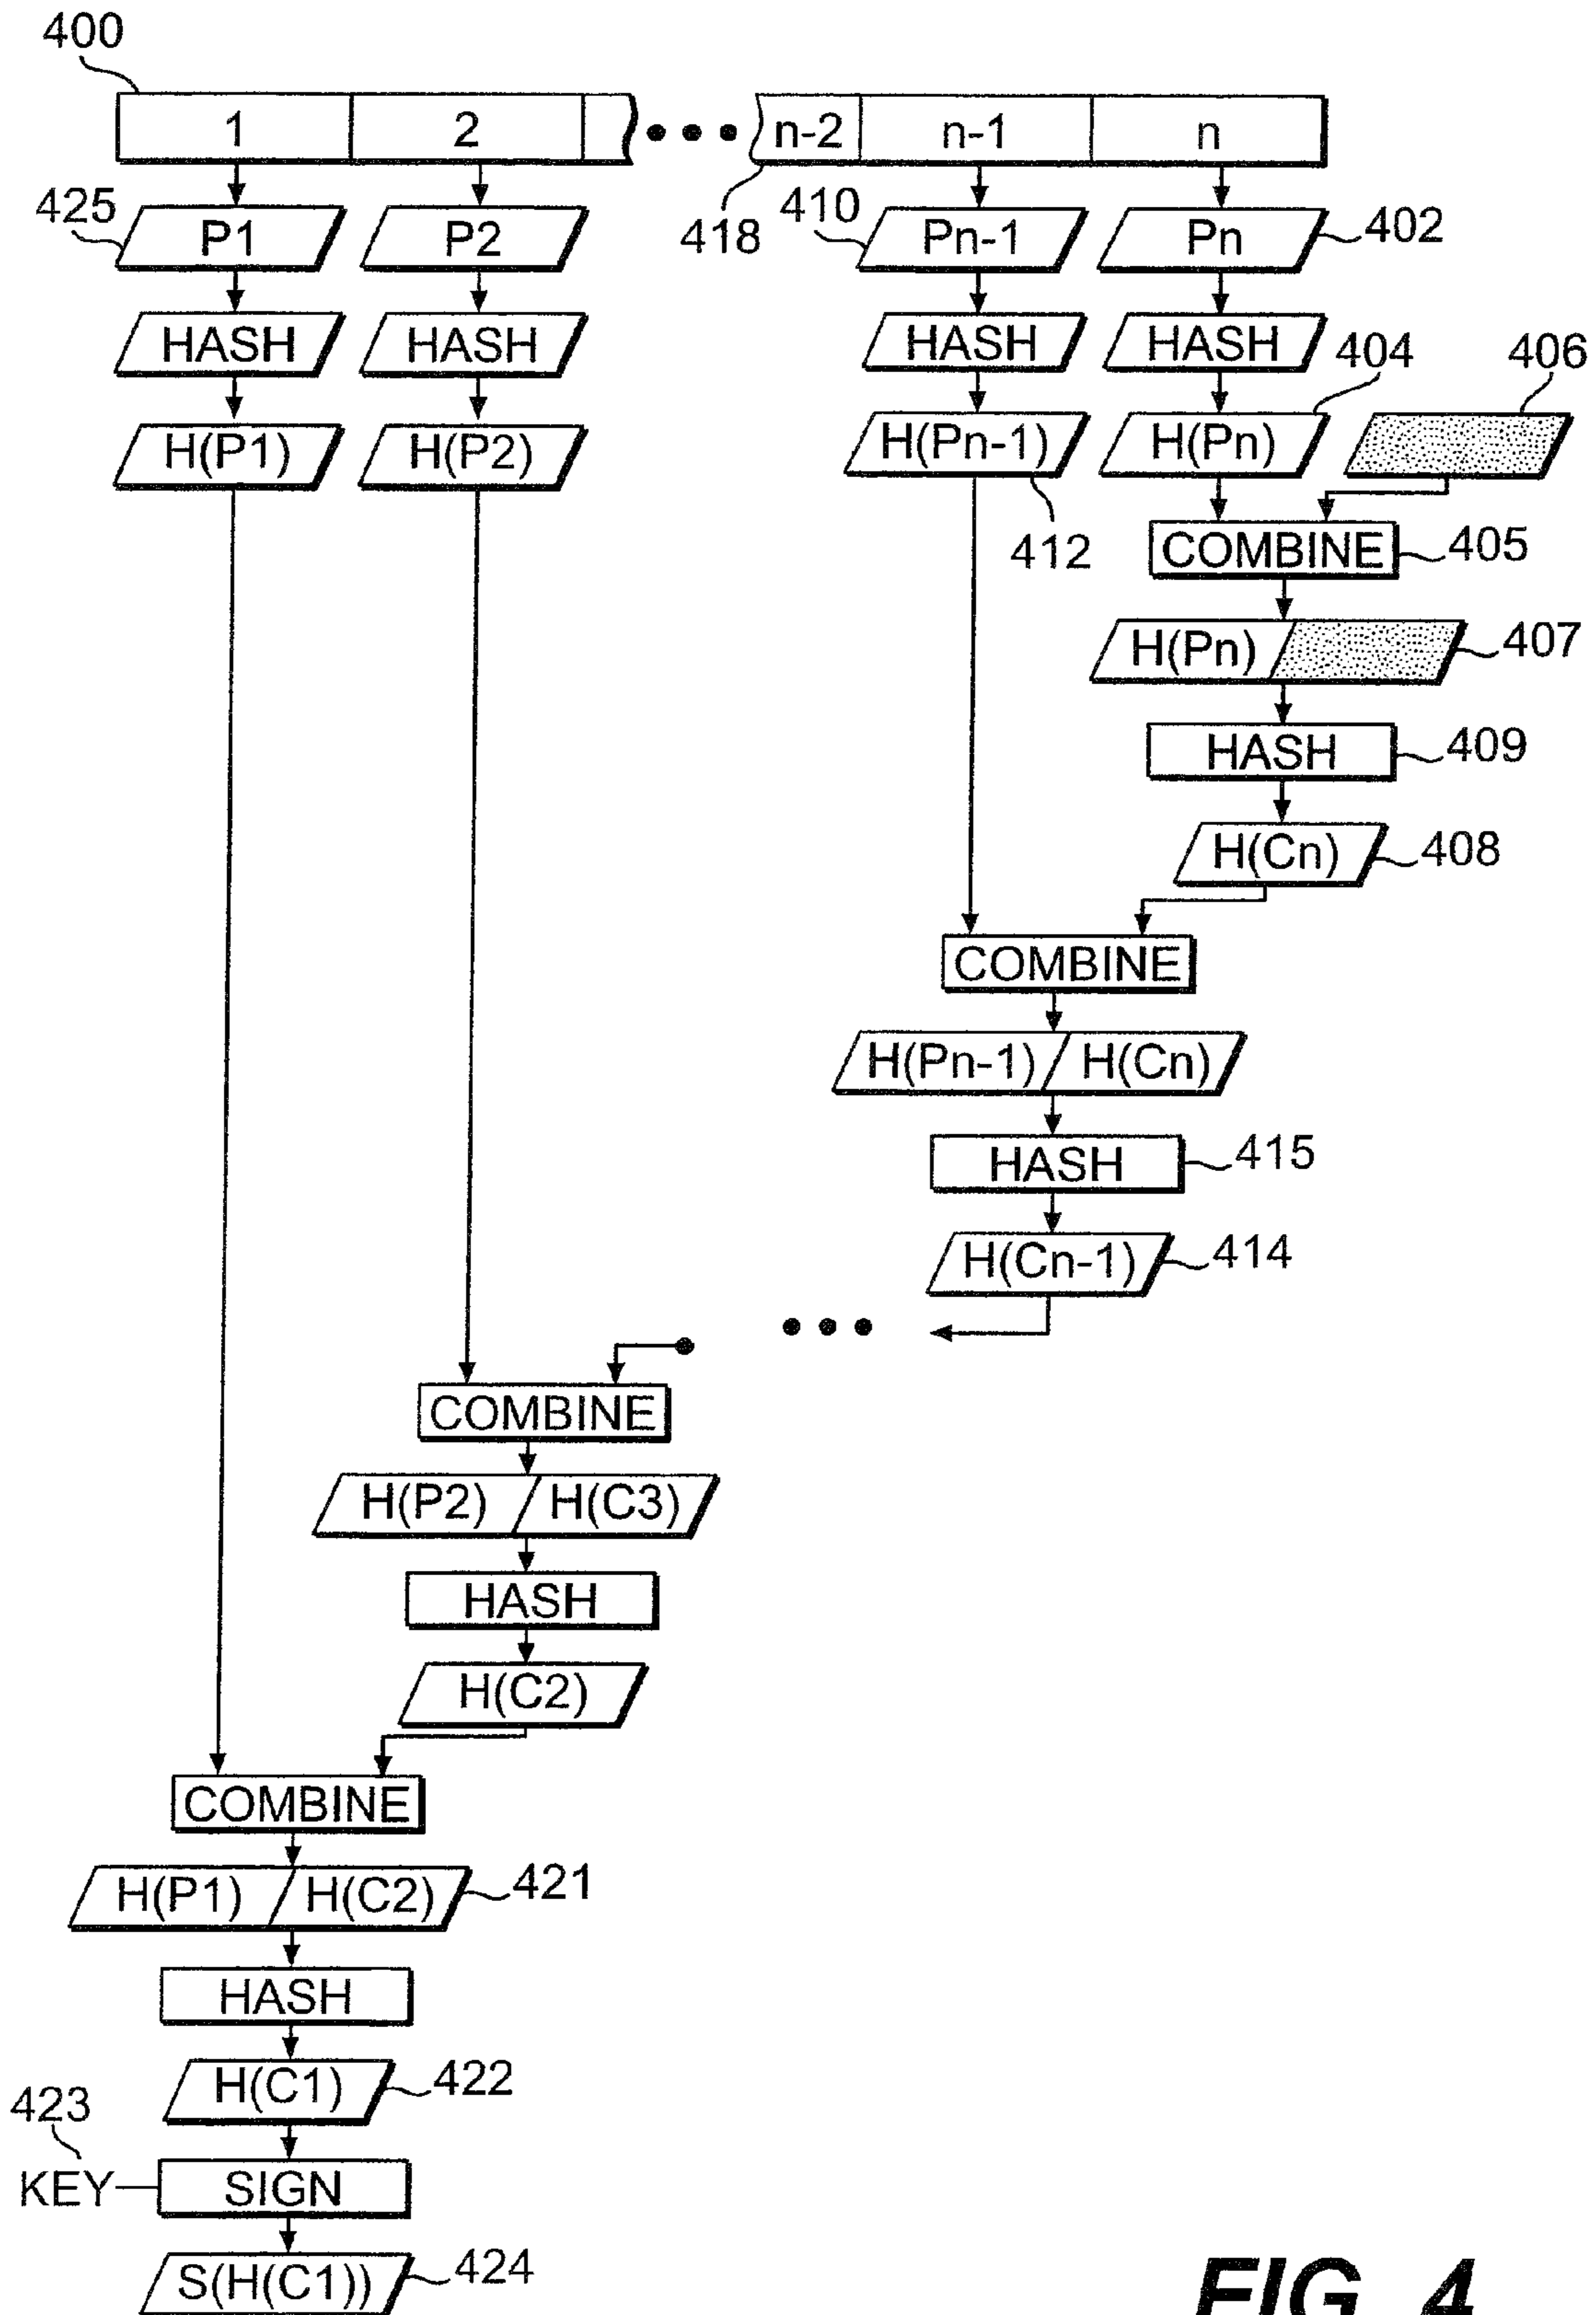 400
1 2 n-2 n-1 n
425 P1 P2 418 410 Pn-1 Pn 402
HASH HASH HASH HASH 404 406
H(P1) H(P2) H(Pn-1) H(Pn)
412 COMBINE 405
H(Pn) 407
HASH 409
H(Cn) 408
COMBINE
H(Pn-1) H(Cn)
HASH 415
H(Cn-1) 414
COMBINE
H(P2) H(C3)
HASH
H(C2)
COMBINE
H(P1) H(C2) 421
HASH
H(C1) 422
423
KEY SIGN
S(H(C1)) 424
FIG. 4